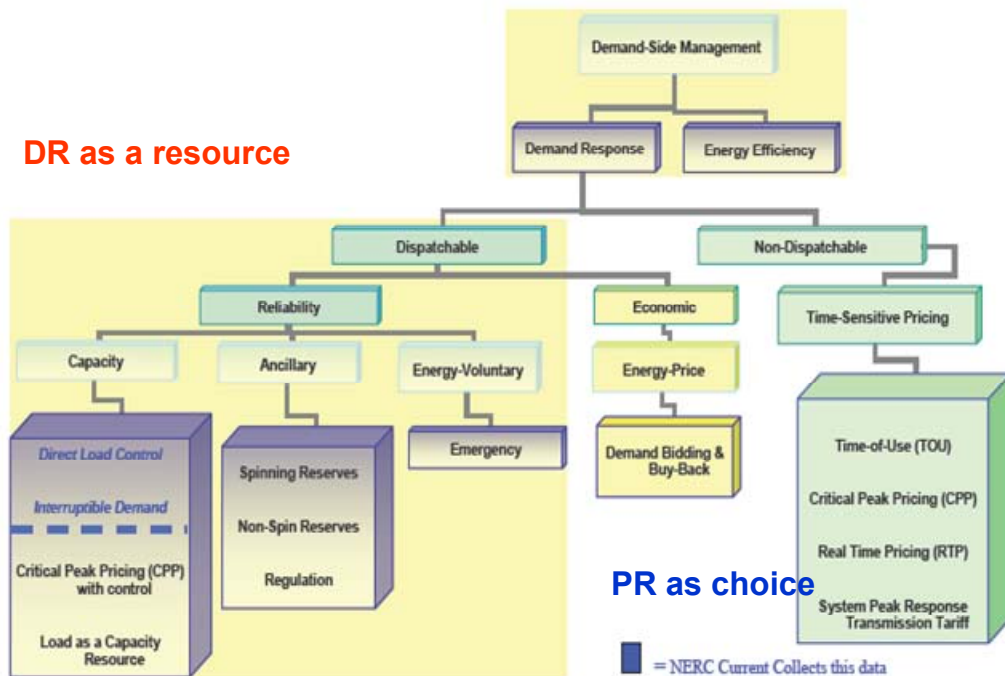 Demand-Side Management
DR as a resource
Demand Response
Energy Efficiency
Dispatchable
Non-Dispatchable
Reliability
Economic
Time-Sensitive Pricing
Capacity
Ancillary
Energy-Voluntary
Energy-Price
Direct Load Control
Interruptible Demand
Critical Peak Pricing (CPP)
with control
Load as a Capacity
Resource
Spinning Reserves
Non-Spin Reserves
Regulation
Emergency
Demand Bidding &
Buy-Back
Time-of-Use (TOU)
Critical Peak Pricing (CPP)
Real Time Pricing (RTP)
System Peak Response
Transmission Tariff
PR as choice
= NERC Current Collects this data